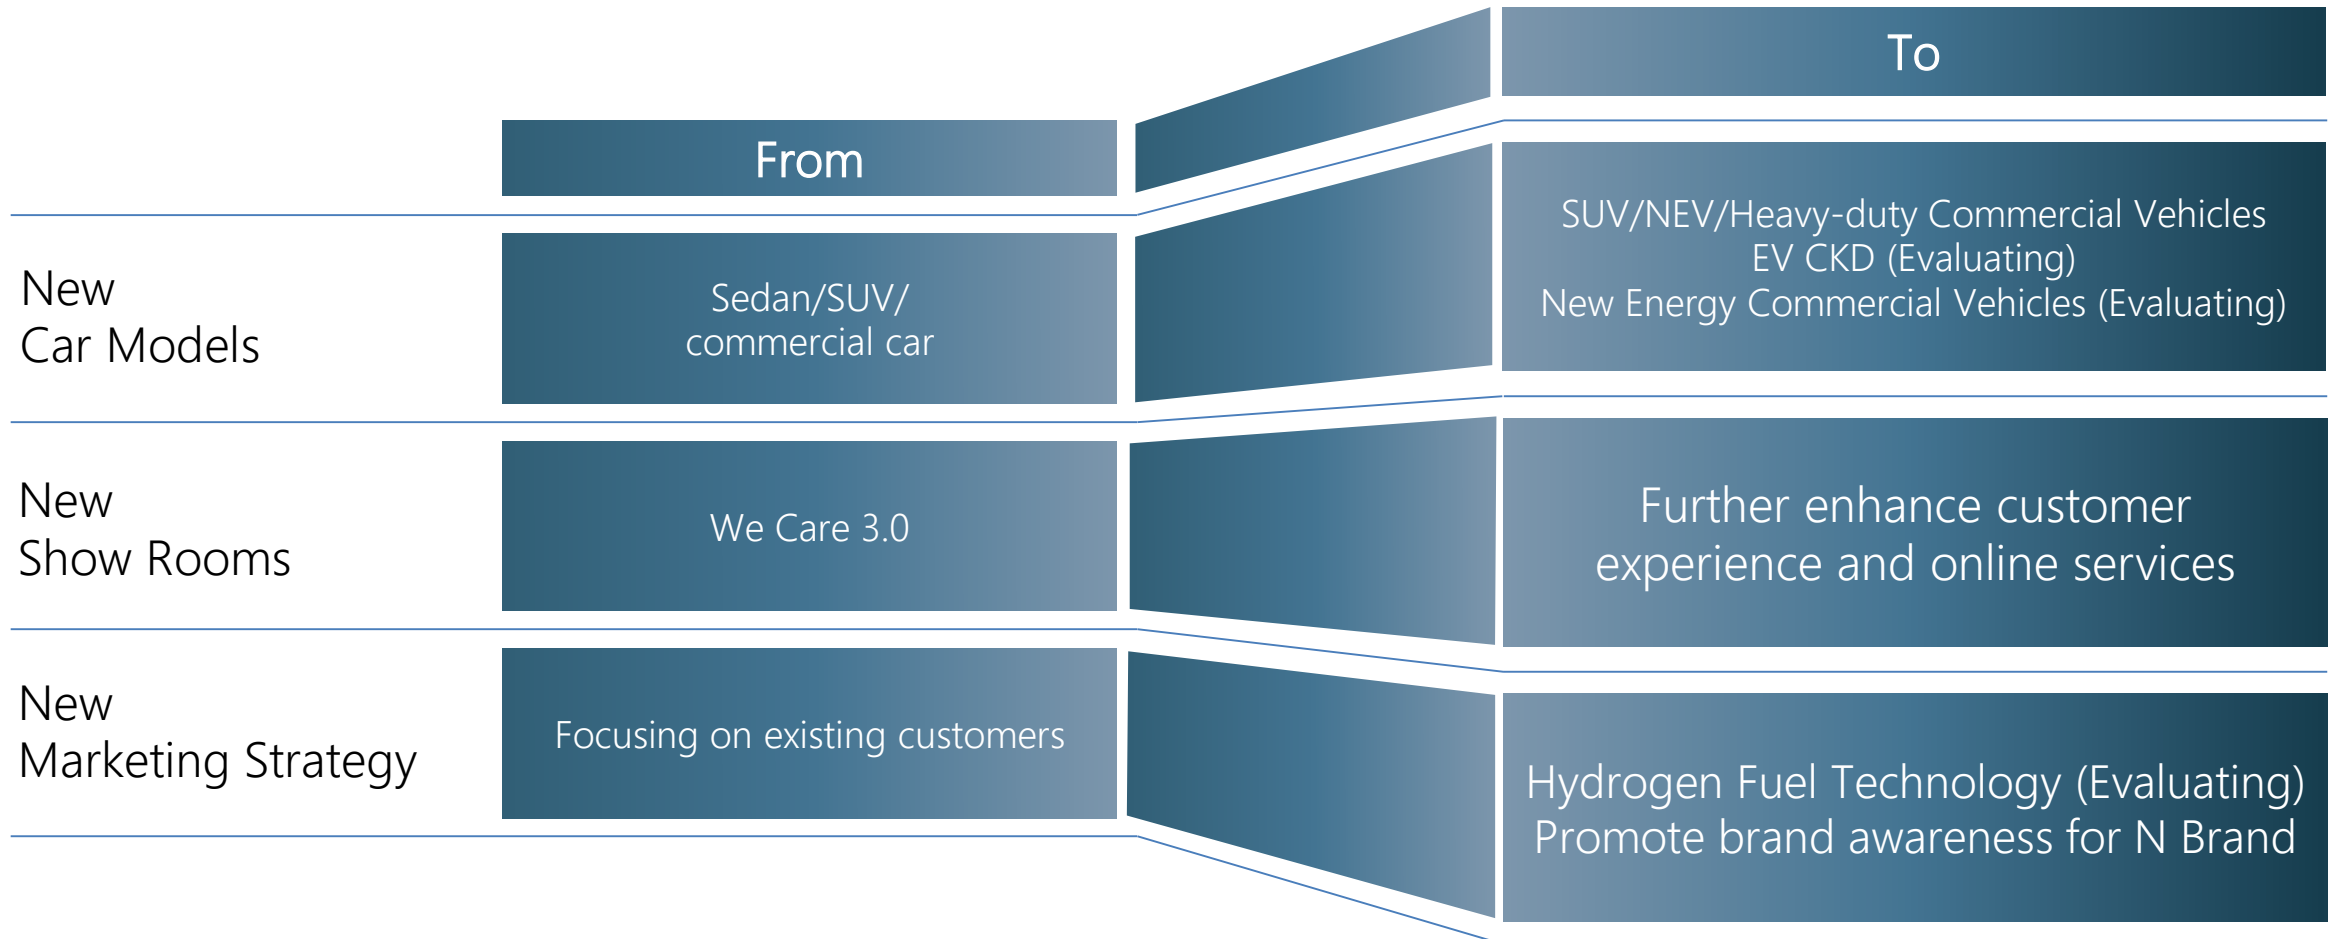 To
From
New
Car Models
Sedan/SUV/
commercial car
SUV/NEV/Heavy-duty Commercial Vehicles
EV CKD (Evaluating)
New Energy Commercial Vehicles (Evaluating)
New
Show Rooms
We Care 3.0
Further enhance customer
experience and online services
New
Marketing Strategy
Focusing on existing customers
Hydrogen Fuel Technology (Evaluating)
Promote brand awareness for N Brand